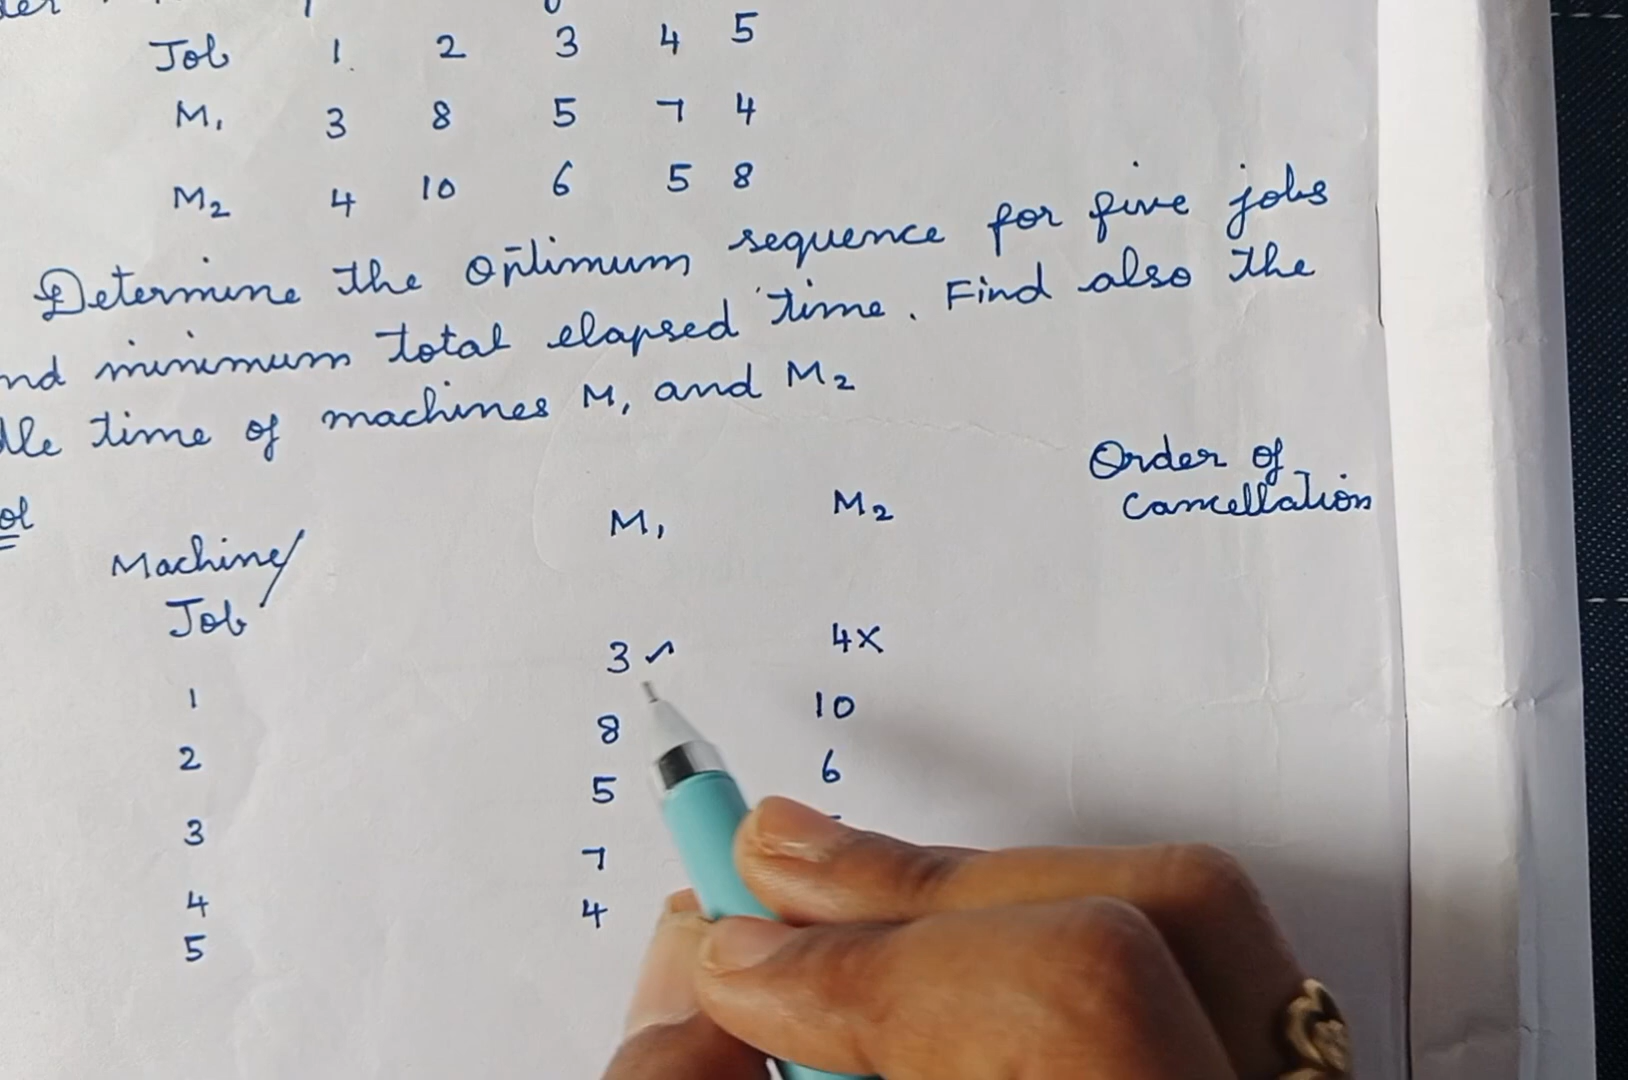 Job 1 2 3 4 5
M1 3 8 5 7 4
M2 4 10 6 5 8
Determine the optimum sequence for five jobs
nd minimum total elapsed time. Find also the
dle time of machines M1 and M2
ol
Machine/ M1 M2 Order of
Job cancellation
1 3 ✓ 4X
2 8 10
3 5 6
4 7
5 4